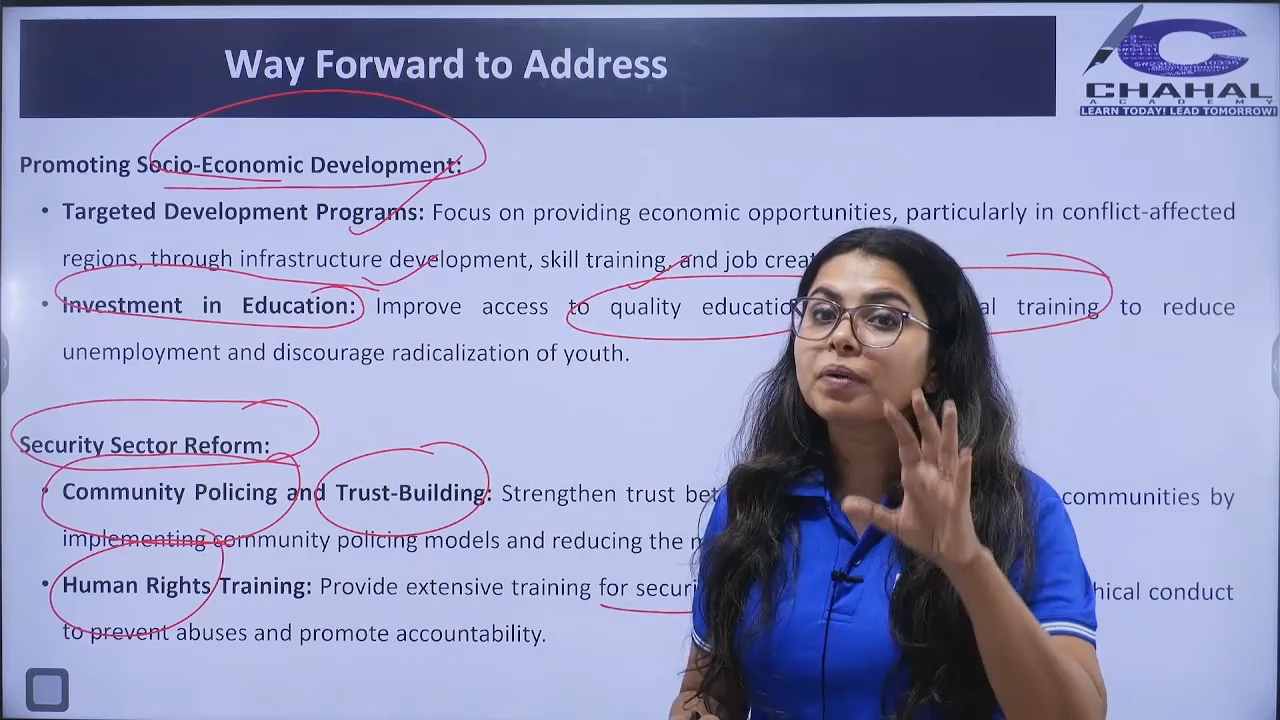 Way Forward to Address
CHAHAL
ACADEMY
LEARN TODAY! LEAD TOMORROW!
Promoting Socio-Economic Development:
• Targeted Development Programs: Focus on providing economic opportunities, particularly in conflict-affected
regions, through infrastructure development, skill training, and job
• Investment in Education: Improve access to quality training to reduce
unemployment and discourage radicalization of youth.
Security Sector Reform:
• Community Policing and Trust-Building: Strengthen trust communities by
implementing community policing models and reducing the
• Human Rights Training: Provide extensive training for conduct
to prevent abuses and promote accountability.